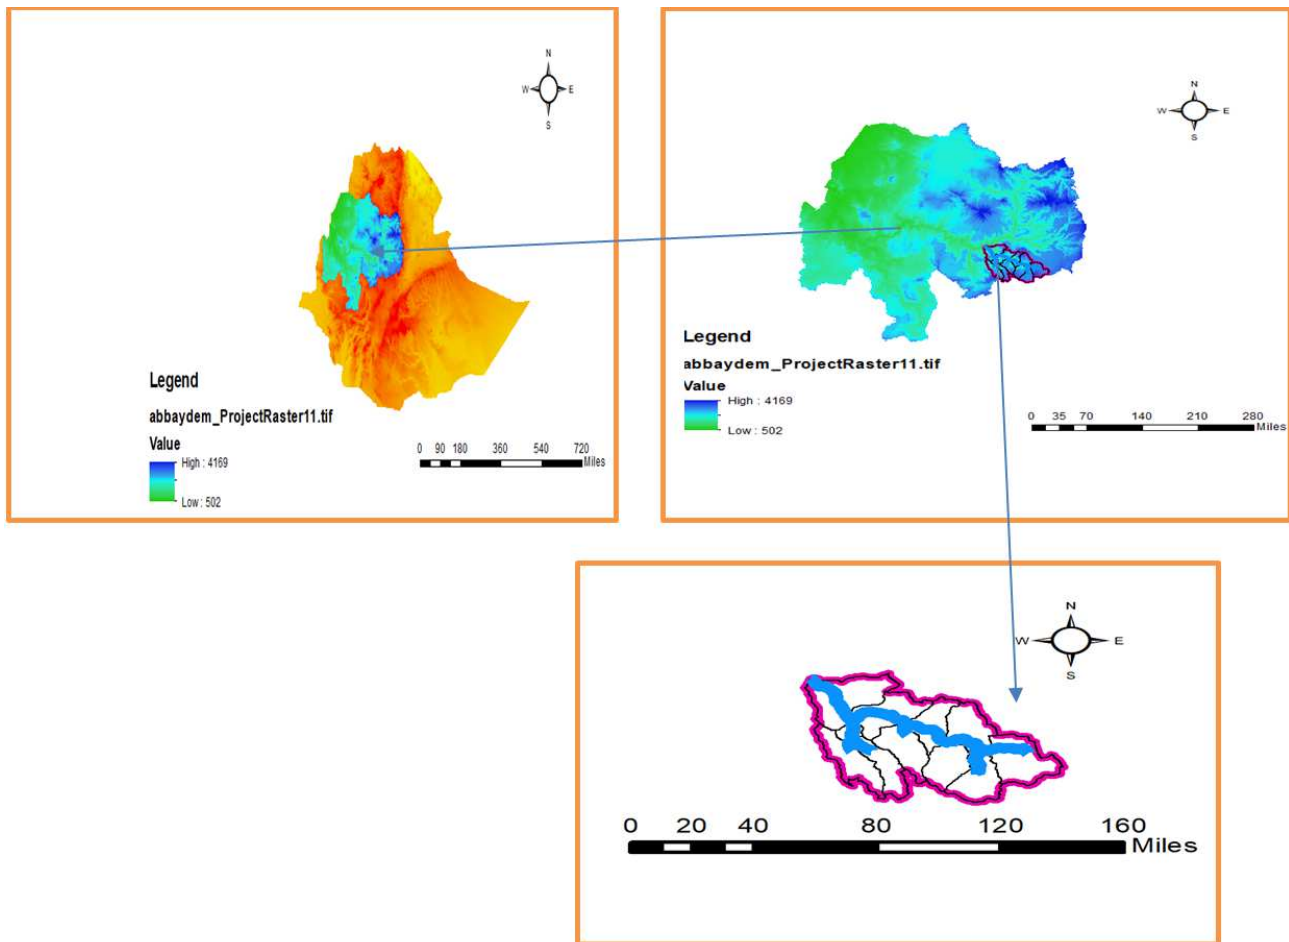 N
W E
S
Legend
abbaydem_ProjectRaster11.tif
Value
High : 4169
Low : 502
0 90 180 360 540 720
Miles
N
W E
S
Legend
abbaydem_ProjectRaster11.tif
Value
High : 4169
Low : 502
0 35 70 140 210 280
Miles
N
W E
S
0 20 40 80 120 160
Miles